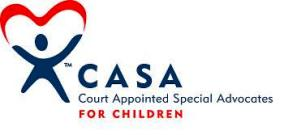 ™ CASA
Court Appointed Special Advocates
FOR CHILDREN